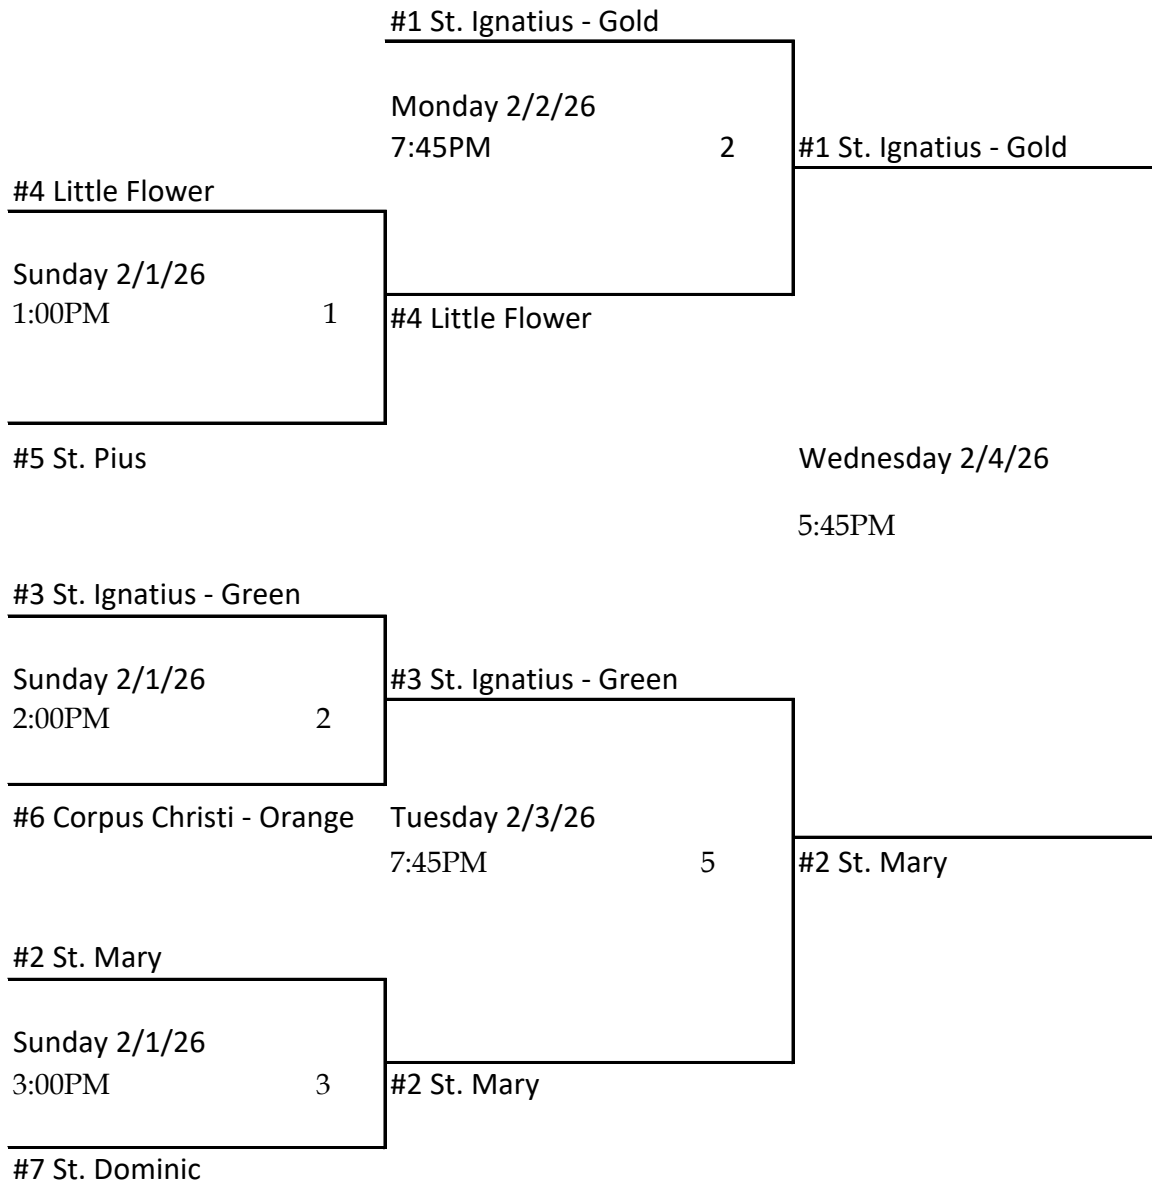 #1 St. Ignatius - Gold
Monday 2/2/26
7:45PM 2
#1 St. Ignatius - Gold
#4 Little Flower
Sunday 2/1/26
1:00PM 1
#4 Little Flower
#5 St. Pius
Wednesday 2/4/26
5:45PM
#3 St. Ignatius - Green
Sunday 2/1/26
#3 St. Ignatius - Green
2:00PM 2
#6 Corpus Christi - Orange
Tuesday 2/3/26
7:45PM 5
#2 St. Mary
#2 St. Mary
Sunday 2/1/26
3:00PM 3
#2 St. Mary
#7 St. Dominic